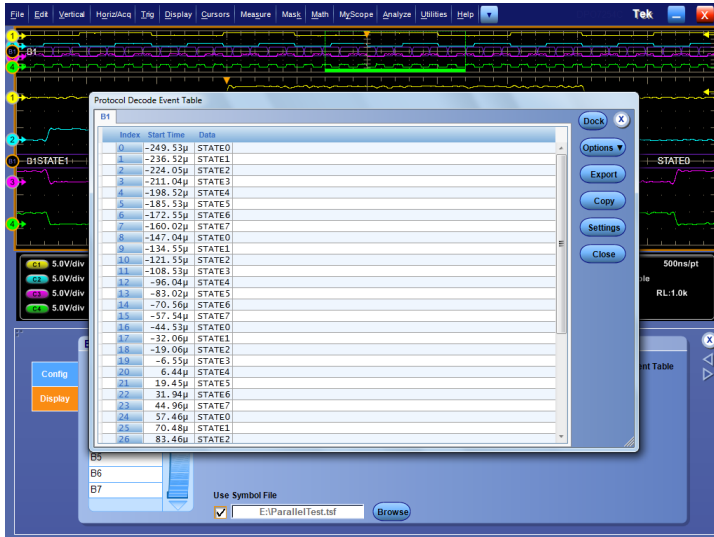 File Edit Vertical Horiz/Acq Trig Display Cursors Measure Mask Math MyScope Analyze Utilities Help Tek
B1
Protocol Decode Event Table
B1
Dock X
Index Start Time Data
0 -249.53µ STATE0
1 -236.52µ STATE1
2 -224.05µ STATE2
3 -211.04µ STATE3
4 -198.52µ STATE4
5 -185.53µ STATE5
6 -172.55µ STATE6
7 -160.02µ STATE7
8 -147.04µ STATE0
9 -134.55µ STATE1
10 -121.55µ STATE2
11 -108.53µ STATE3
12 -96.04µ STATE4
13 -83.02µ STATE5
14 -70.56µ STATE6
15 -57.54µ STATE7
16 -44.53µ STATE0
17 -32.06µ STATE1
18 -19.06µ STATE2
19 -6.55µ STATE3
20 6.44µ STATE4
21 19.45µ STATE5
22 31.94µ STATE6
23 44.96µ STATE7
24 57.46µ STATE0
25 70.48µ STATE1
26 83.46µ STATE2
Options
Export
Copy
Settings
Close
B1STATE1 STATE0
C1 5.0V/div 500ns/pt
C2 5.0V/div
C3 5.0V/div RL:1.0k
C4 5.0V/div
Config
Display
B5
B6
B7
Use Symbol File
E:\ParallelTest.tsf Browse